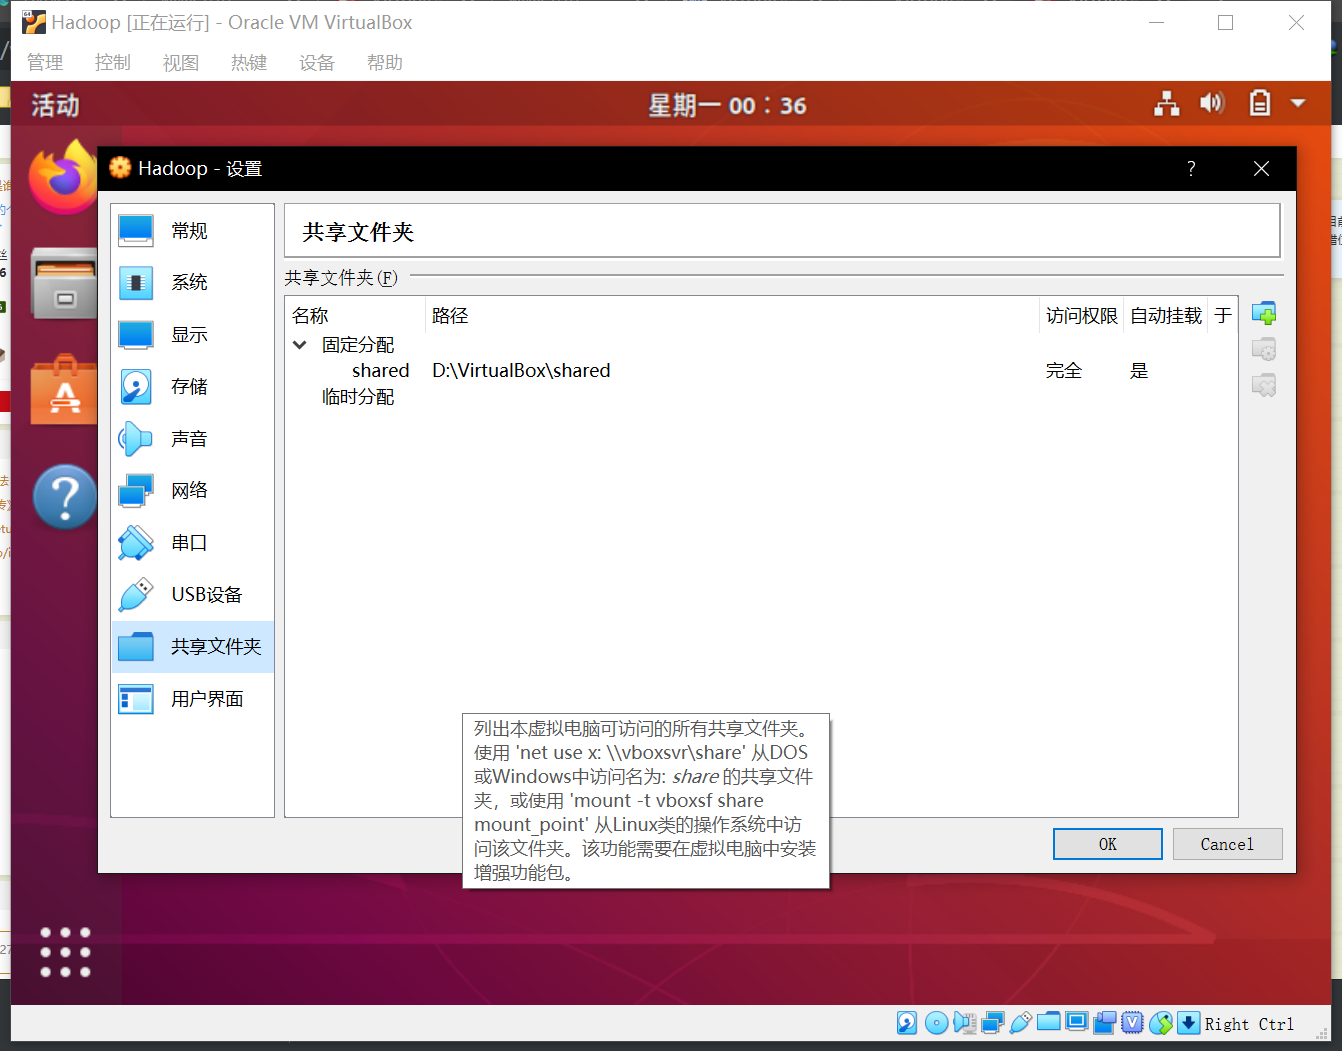 Hadoop [正在运行] - Oracle VM VirtualBox
管理 控制 视图 热键 设备 帮助
活动
星期一 00：36
Hadoop - 设置
?
常规
系统
显示
存储
声音
网络
串口
USB设备
共享文件夹
用户界面
共享文件夹
共享文件夹(F)
名称 路径 访问权限 自动挂载 于
固定分配
shared D:\VirtualBox\shared 完全 是
临时分配
列出本虚拟电脑可访问的所有共享文件夹。
使用 'net use x: \\vboxsvr\share' 从DOS
或Windows中访问名为: share 的共享文件
夹，或使用 'mount -t vboxsf share
mount_point' 从Linux类的操作系统中访
问该文件夹。该功能需要在虚拟电脑中安装
增强功能包。
OK Cancel
Right Ctrl